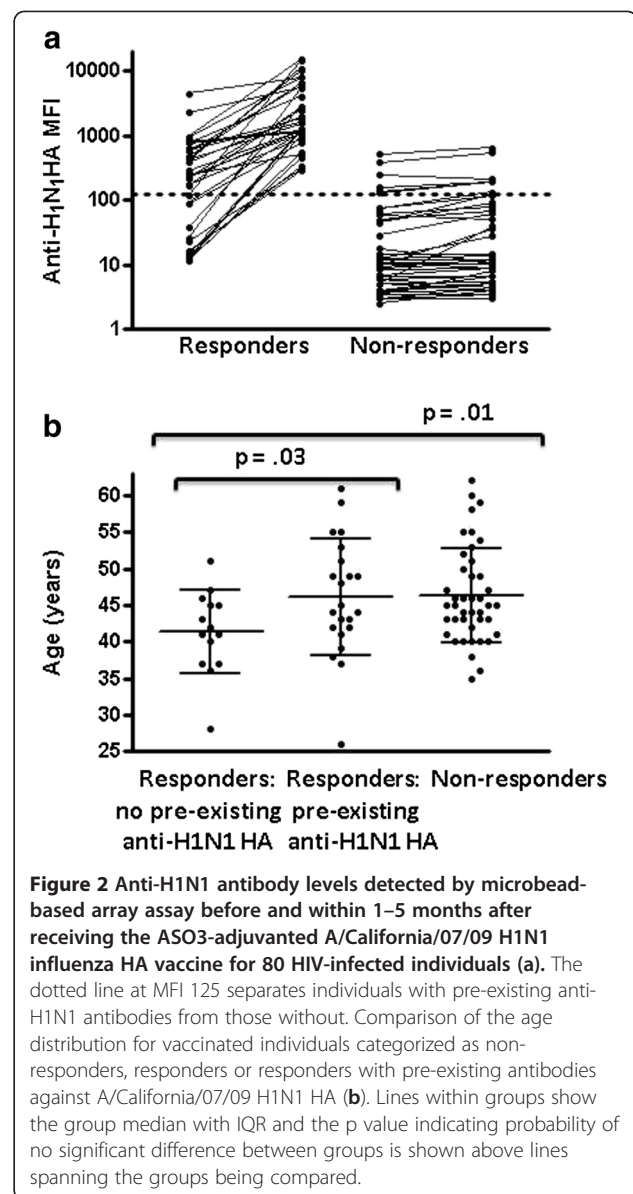 a
10000
1000
100
10
1
Anti-H₁N₁HA MFI
Responders Non-responders
b
p = .01
p = .03
60
55
50
45
40
35
30
25
Age (years)
Responders: Responders: Non-responders
no pre-existing pre-existing
anti-H1N1 HA anti-H1N1 HA
Figure 2 Anti-H1N1 antibody levels detected by microbead-
based array assay before and within 1–5 months after
receiving the ASO3-adjuvanted A/California/07/09 H1N1
influenza HA vaccine for 80 HIV-infected individuals (a). The
dotted line at MFI 125 separates individuals with pre-existing anti-
H1N1 antibodies from those without. Comparison of the age
distribution for vaccinated individuals categorized as non-
responders, responders or responders with pre-existing antibodies
against A/California/07/09 H1N1 HA (b). Lines within groups show
the group median with IQR and the p value indicating probability of
no significant difference between groups is shown above lines
spanning the groups being compared.